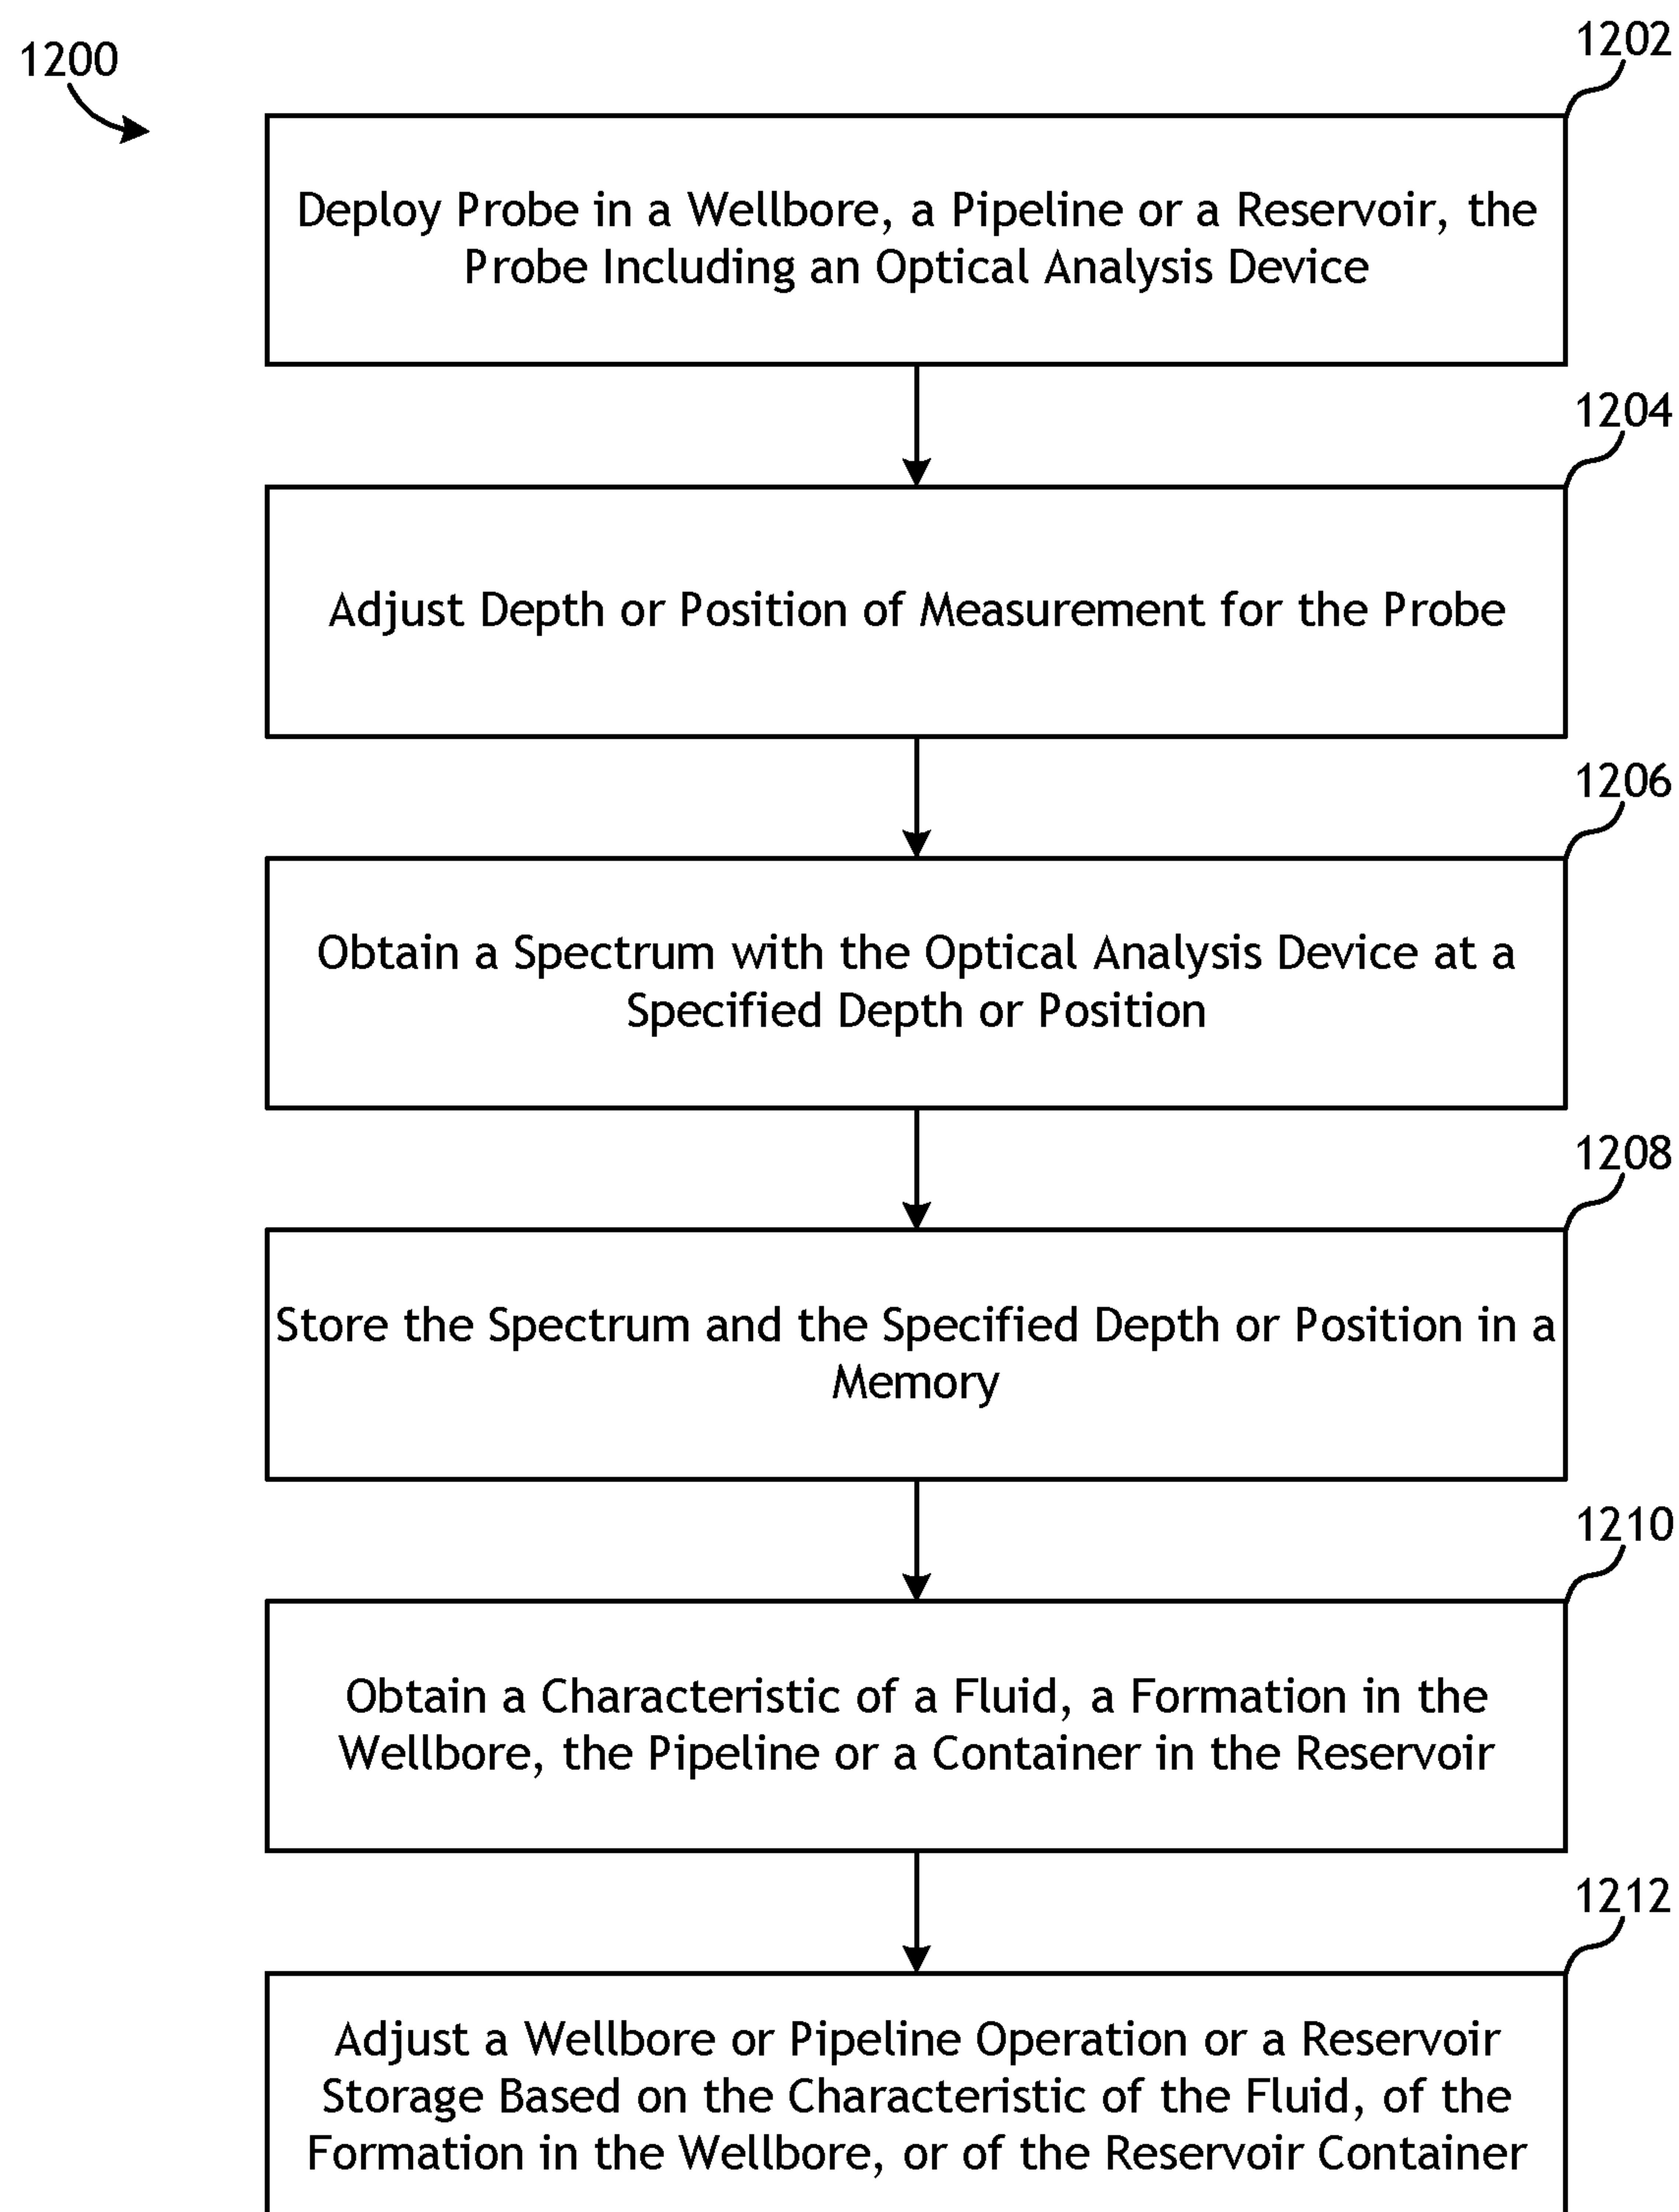 1200
1202
Deploy Probe in a Wellbore, a Pipeline or a Reservoir, the
Probe Including an Optical Analysis Device
1204
Adjust Depth or Position of Measurement for the Probe
1206
Obtain a Spectrum with the Optical Analysis Device at a
Specified Depth or Position
1208
Store the Spectrum and the Specified Depth or Position in a
Memory
1210
Obtain a Characteristic of a Fluid, a Formation in the
Wellbore, the Pipeline or a Container in the Reservoir
1212
Adjust a Wellbore or Pipeline Operation or a Reservoir
Storage Based on the Characteristic of the Fluid, of the
Formation in the Wellbore, or of the Reservoir Container